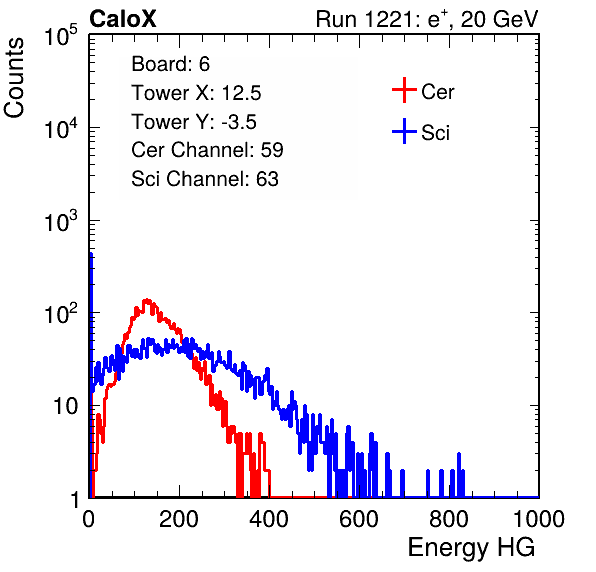 CaloX Run 1221: e⁺, 20 GeV
Counts
Board: 6
Tower X: 12.5
Tower Y: -3.5
Cer Channel: 59
Sci Channel: 63
Cer
Sci
10⁵
10⁴
10³
10²
10
1
0 200 400 600 800 1000
Energy HG